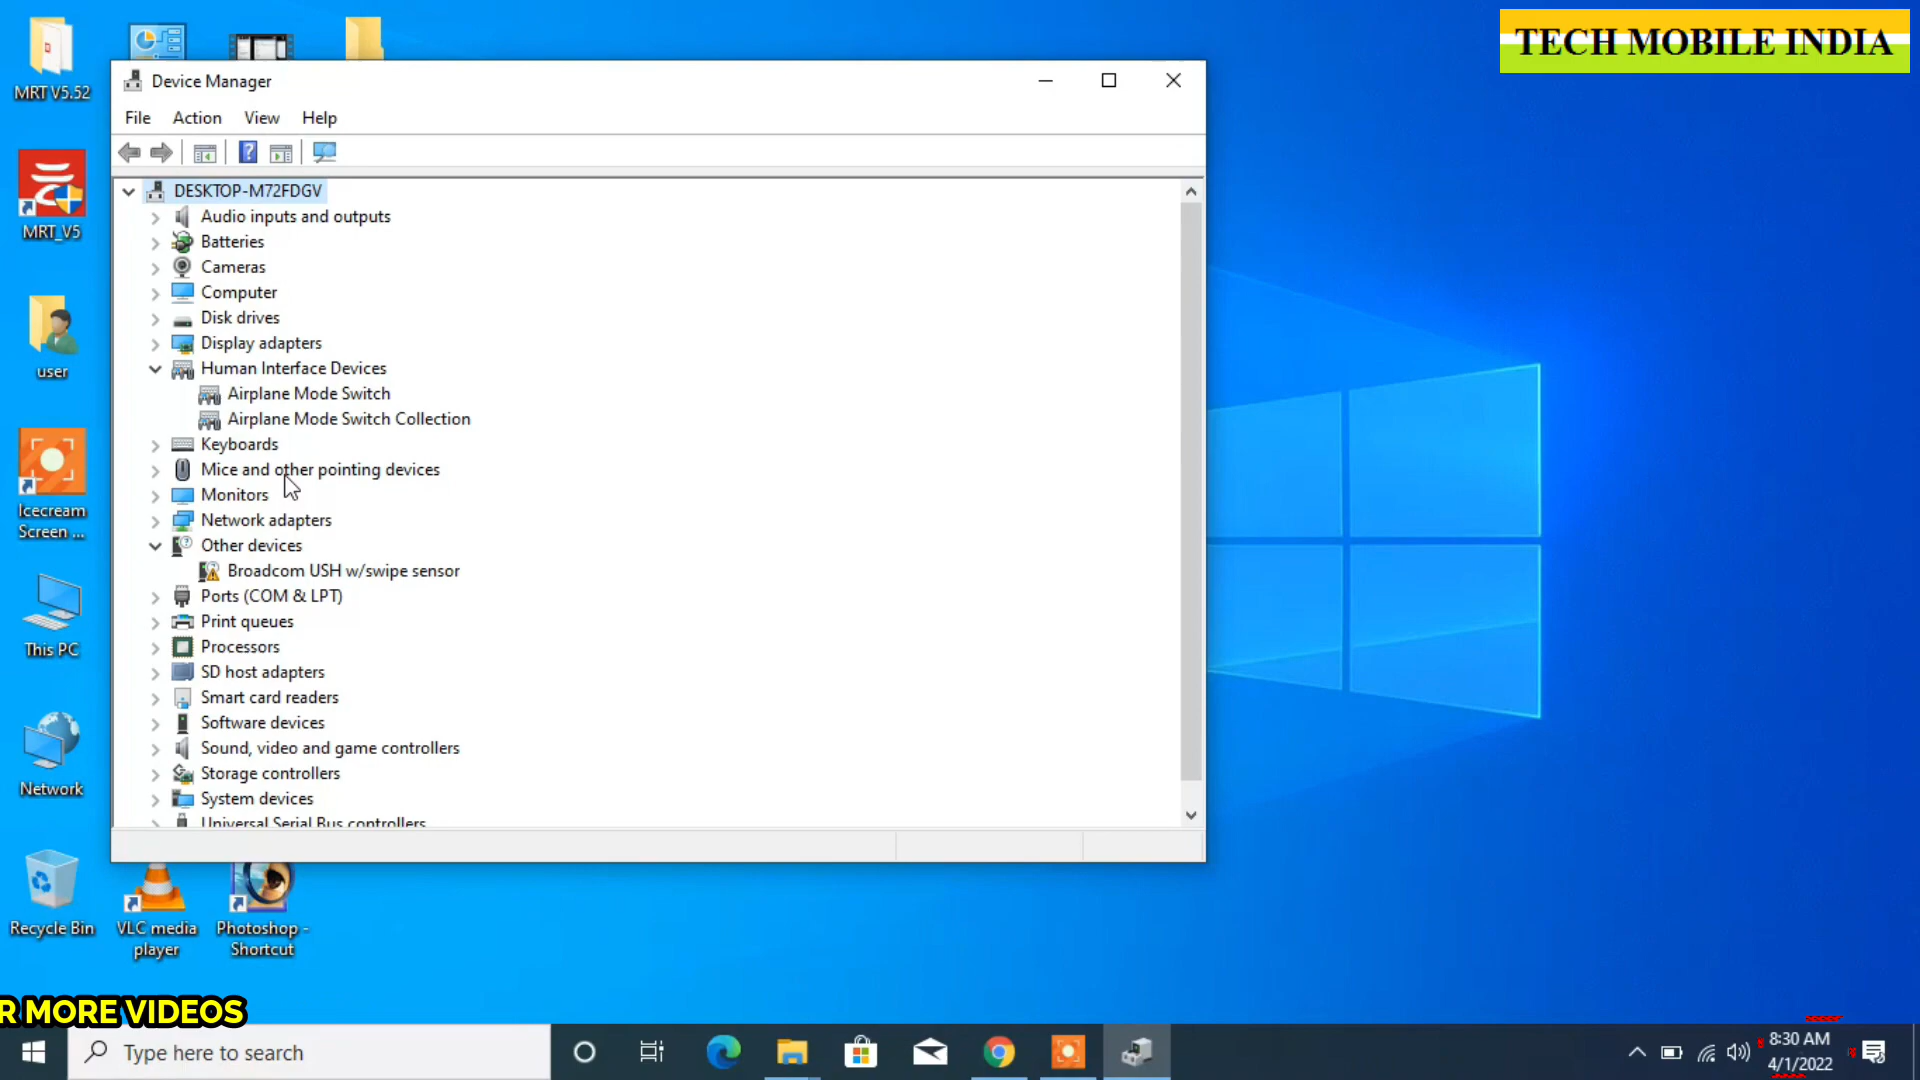 TECH MOBILE INDIA
MRT V5.52
MRT_V5
user
Icecream
Screen ...
This PC
Network
Recycle Bin
VLC media
player
Photoshop -
Shortcut
Device Manager
File Action View Help
DESKTOP-M72FDGV
Audio inputs and outputs
Batteries
Cameras
Computer
Disk drives
Display adapters
Human Interface Devices
Airplane Mode Switch
Airplane Mode Switch Collection
Keyboards
Mice and other pointing devices
Monitors
Network adapters
Other devices
Broadcom USH w/swipe sensor
Ports (COM & LPT)
Print queues
Processors
SD host adapters
Smart card readers
Software devices
Sound, video and game controllers
Storage controllers
System devices
Universal Serial Bus controllers
R MORE VIDEOS
Type here to search
8:30 AM
4/1/2022